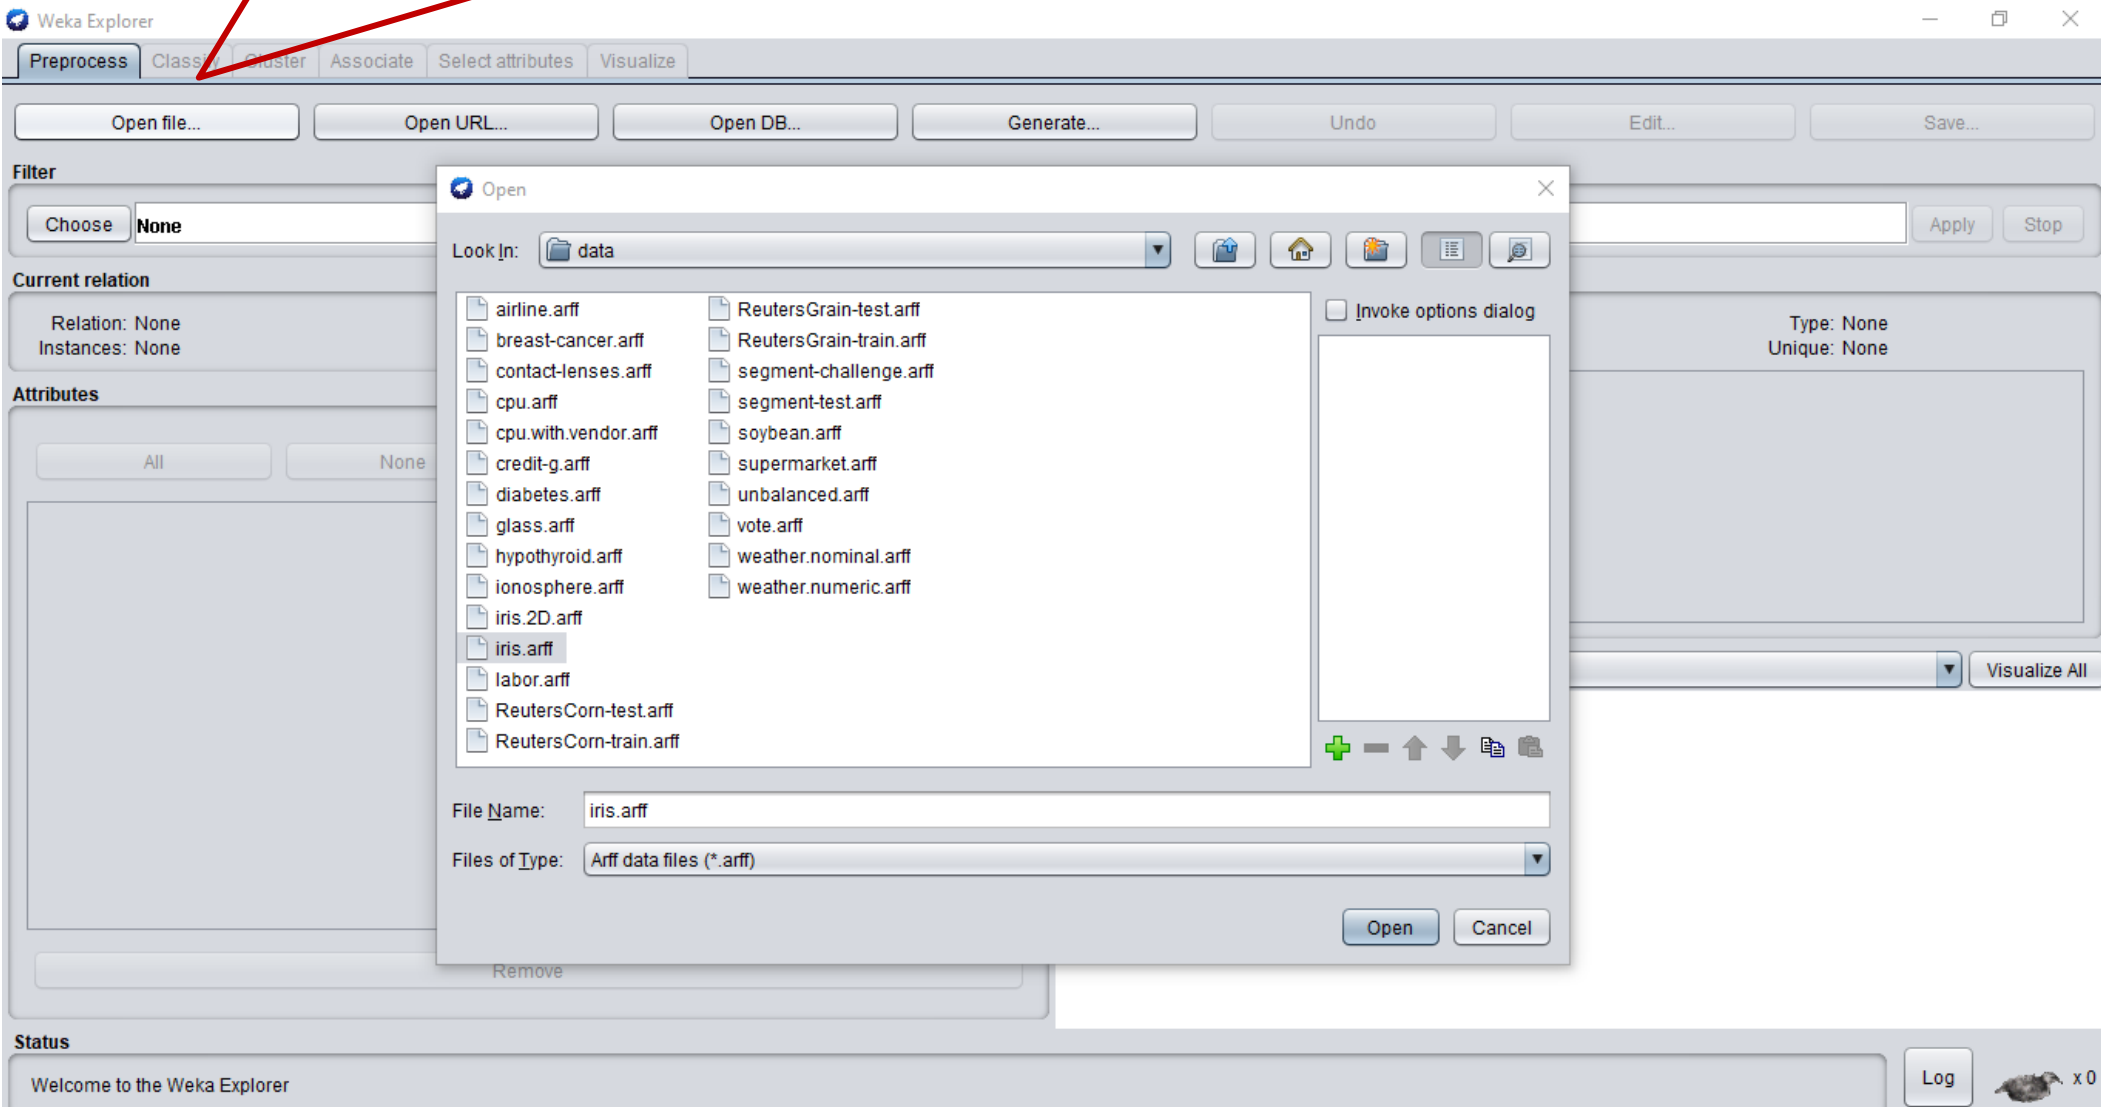 Weka Explorer
Preprocess Classify Cluster Associate Select attributes Visualize
Open file... Open URL... Open DB... Generate... Undo Edit... Save...
Filter
Choose None Apply Stop
Open
Look In: data
Current relation
Relation: None
Instances: None
Type: None
Unique: None
Attributes
All None
airline.arff
breast-cancer.arff
contact-lenses.arff
cpu.arff
cpu.with.vendor.arff
credit-g.arff
diabetes.arff
glass.arff
hypothyroid.arff
ionosphere.arff
iris.2D.arff
iris.arff
labor.arff
ReutersCorn-test.arff
ReutersCorn-train.arff
ReutersGrain-test.arff
ReutersGrain-train.arff
segment-challenge.arff
segment-test.arff
soybean.arff
supermarket.arff
unbalanced.arff
vote.arff
weather.nominal.arff
weather.numeric.arff
Invoke options dialog
Visualize All
File Name: iris.arff
Files of Type: Arff data files (*.arff)
Open Cancel
Remove
Status
Welcome to the Weka Explorer
Log x 0